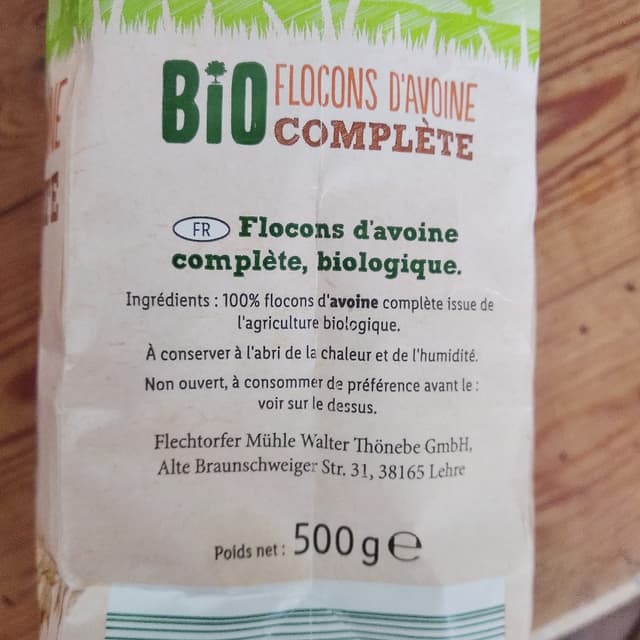 BIO FLOCONS D'AVOINE
COMPLÈTE
FR Flocons d'avoine
complète, biologique.
Ingrédients : 100% flocons d'avoine complète issue de
l'agriculture biologique.
À conserver à l'abri de la chaleur et de l'humidité.
Non ouvert, à consommer de préférence avant le :
voir sur le dessus.
Flechtorfer Mühle Walter Thönebe GmbH,
Alte Braunschweiger Str. 31, 38165 Lehre
Poids net : 500 g e